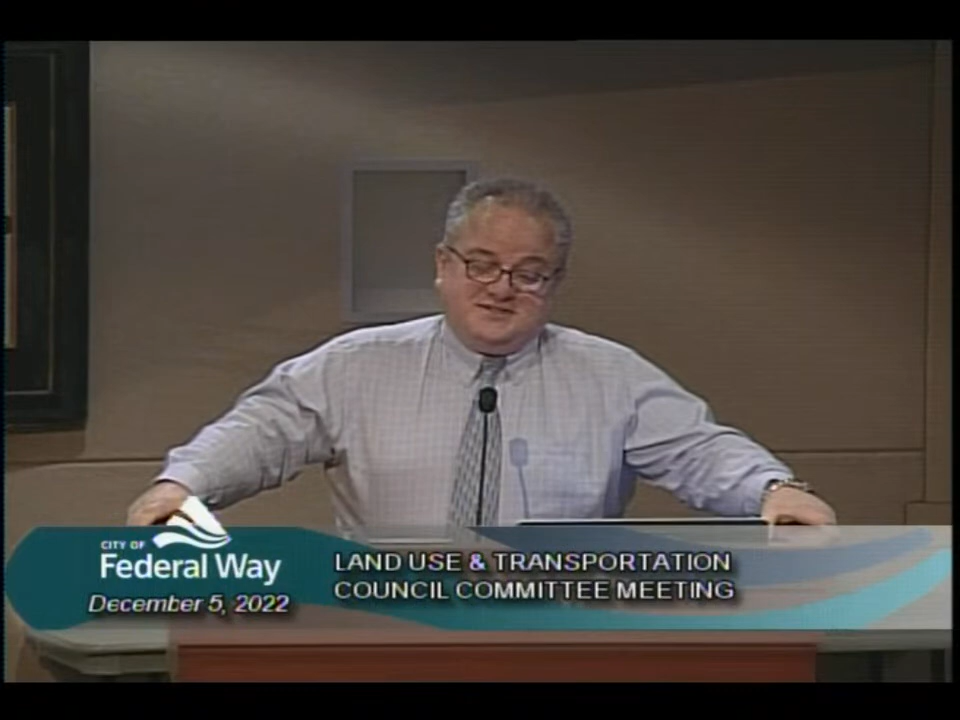 CITY OF
Federal Way
December 5, 2022
LAND USE & TRANSPORTATION
COUNCIL COMMITTEE MEETING